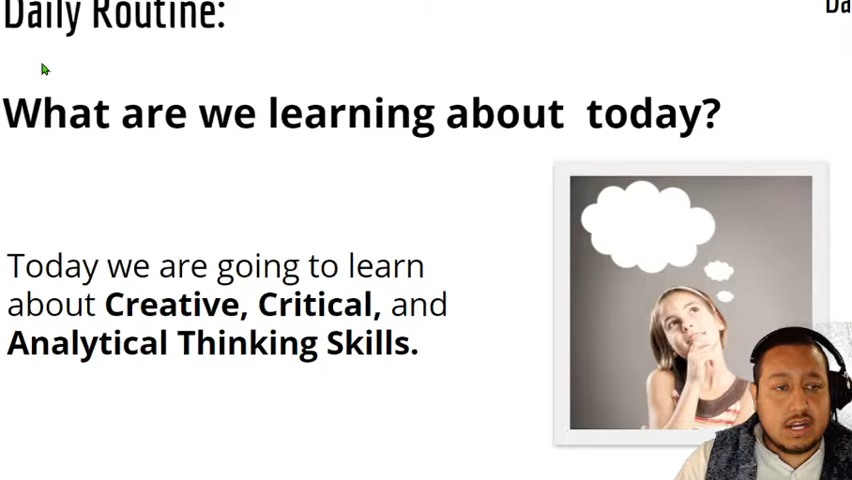 Daily Routine:
What are we learning about today?
Today we are going to learn
about Creative, Critical, and
Analytical Thinking Skills.